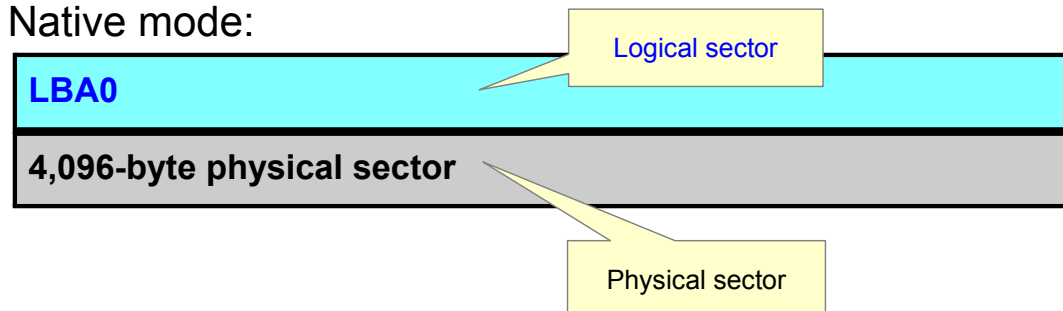 Native mode:
Logical sector
LBA0
4,096-byte physical sector
Physical sector